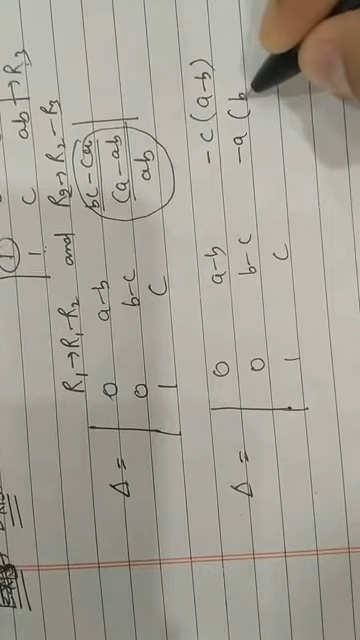 (1) 1 c ab → R3
R1→R1-R2 and R2→R2-R3
0 a-b bc-ca
Δ = 0 b-c ca-ab
1 c ab
0 a-b -c(a-b)
Δ = 0 b-c -a(b
1 c